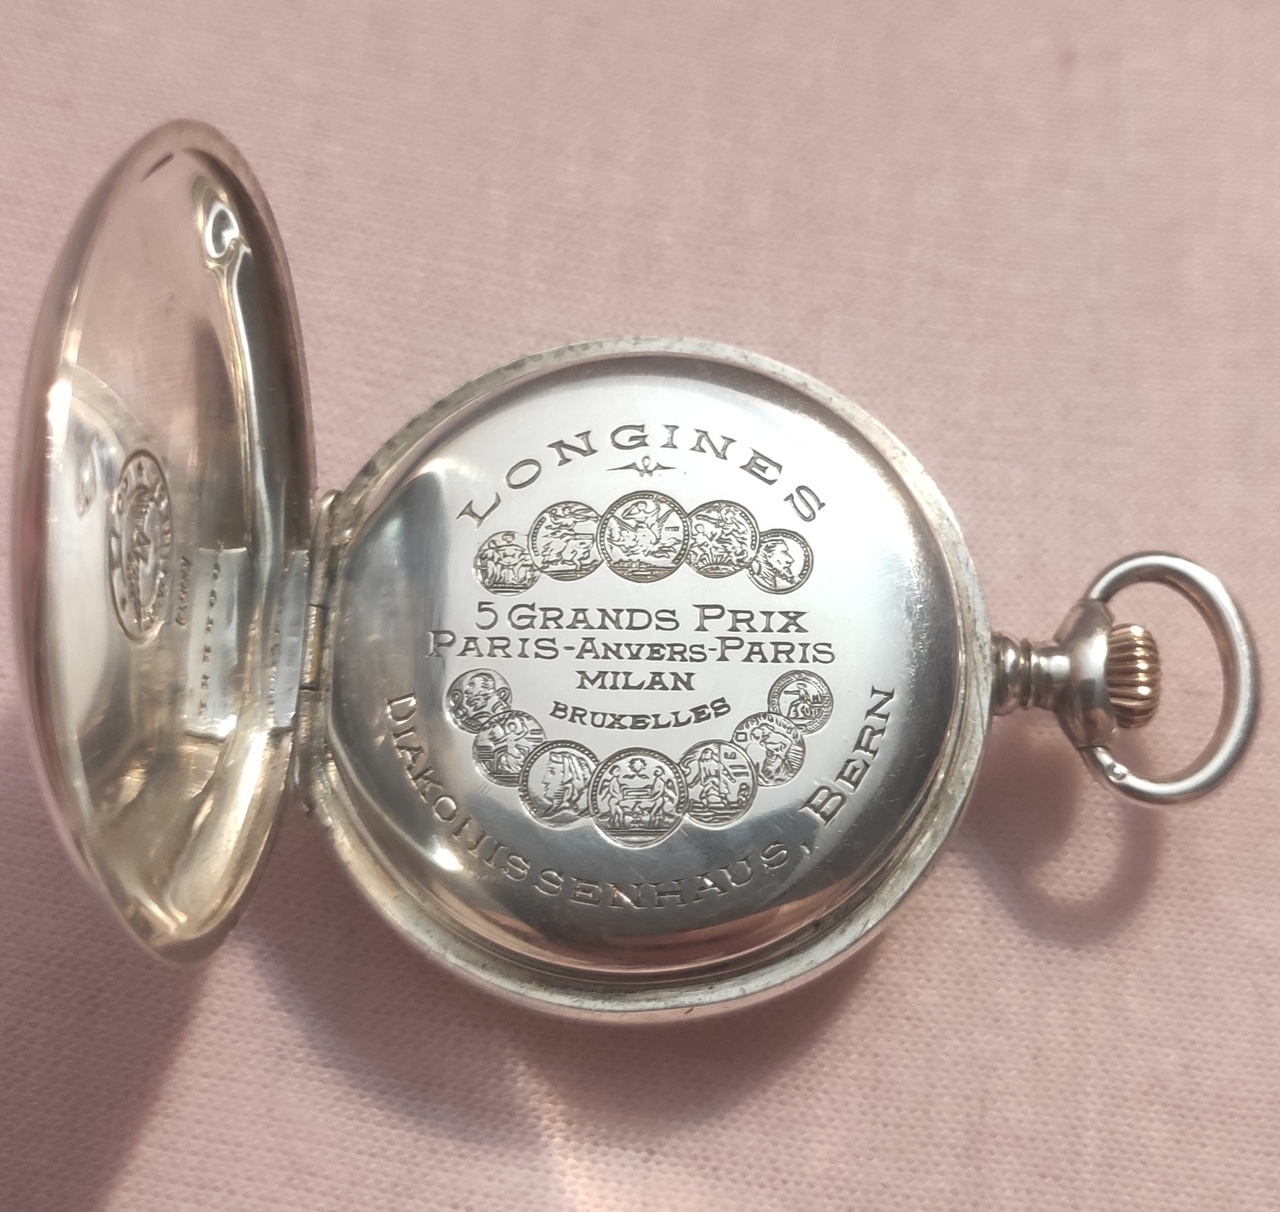 LONGINES
5 GRANDS PRIX
PARIS-ANVERS-PARIS
MILAN
BRUXELLES
DIAKONISSENHAUS, BERN